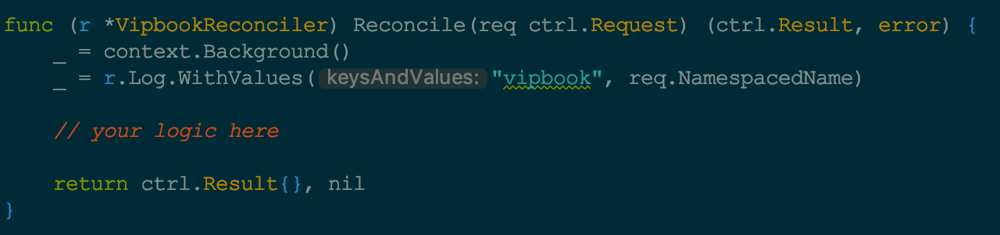 func (r *VipbookReconciler) Reconcile(req ctrl.Request) (ctrl.Result, error) {
_ = context.Background()
_ = r.Log.WithValues( keysAndValues: "vipbook", req.NamespacedName)
// your logic here
return ctrl.Result{}, nil
}